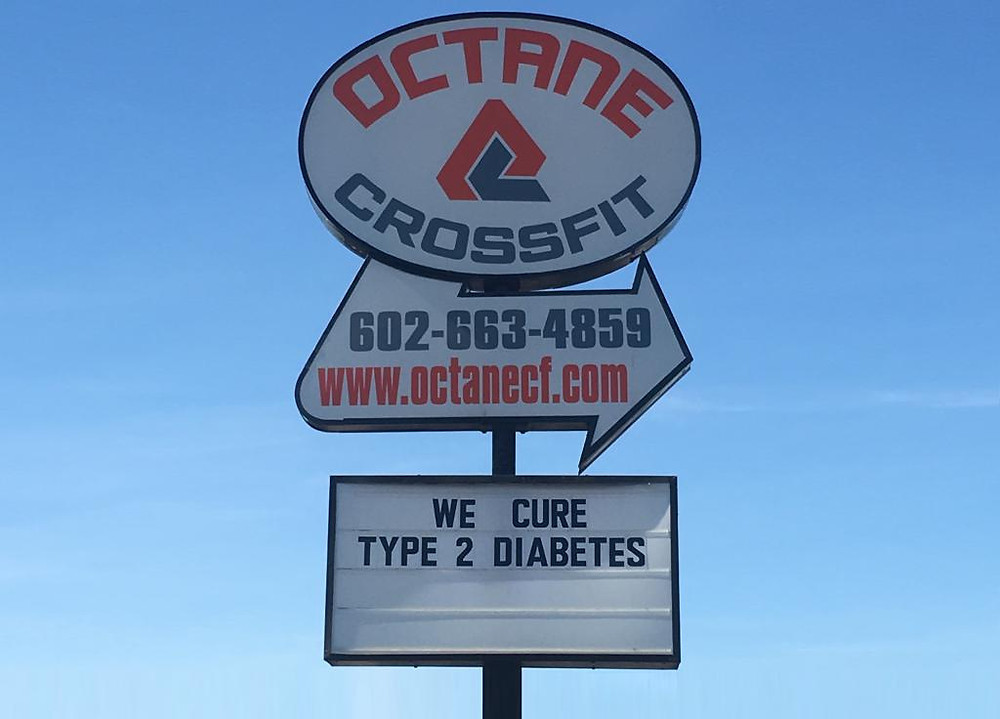 OCTANE
CROSSFIT
602-663-4859
www.octanecf.com
WE CURE
TYPE 2 DIABETES